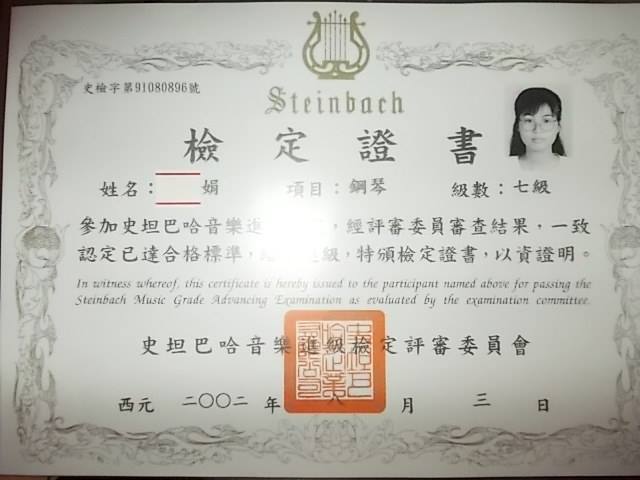 史檢字第91080896號
Steinbach
檢定證書
姓名：娟 項目：鋼琴 級數：七級
參加史坦巴哈音樂進，經評審委員審查結果，一致
認定已達合格標準，級，特頒檢定證書，以資證明。
In witness whereof, this certificate is hereby issued to the participant named above for passing the
Steinbach Music Grade Advancing Examination as evaluated by the examination committee.
史坦巴哈音樂進級檢定評審委員會
西元 二〇〇二 年 八 月 三 日